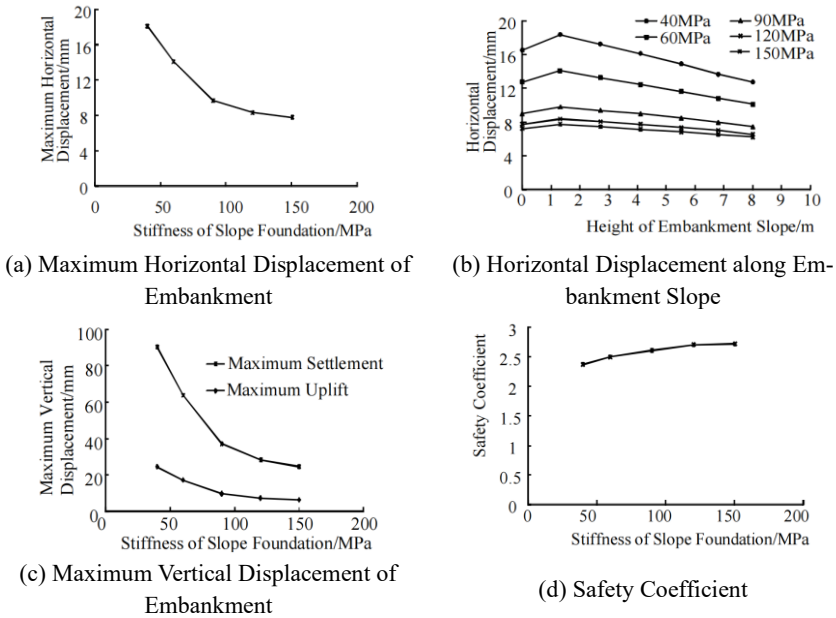 20
16
12
8
4
0
Maximum Horizontal
Displacement/mm
0 50 100 150 200
Stiffness of Slope Foundation/MPa
(a) Maximum Horizontal Displacement of
Embankment
20
16
12
8
4
0
Horizontal
Displacement/mm
40MPa 90MPa
60MPa 120MPa
150MPa
0 1 2 3 4 5 6 7 8 9 10
Height of Embankment Slope/m
(b) Horizontal Displacement along Em-
bankment Slope
100
80
60
40
20
0
Maximum Vertical
Displacement/mm
Maximum Settlement
Maximum Uplift
50 100 150 200
Stiffness of Slope Foundation/MPa
(c) Maximum Vertical Displacement of
Embankment
3
2.5
2
1.5
1
0.5
0
Safety Coefficient
0 50 100 150 200
Stiffness of Slope Foundation/MPa
(d) Safety Coefficient